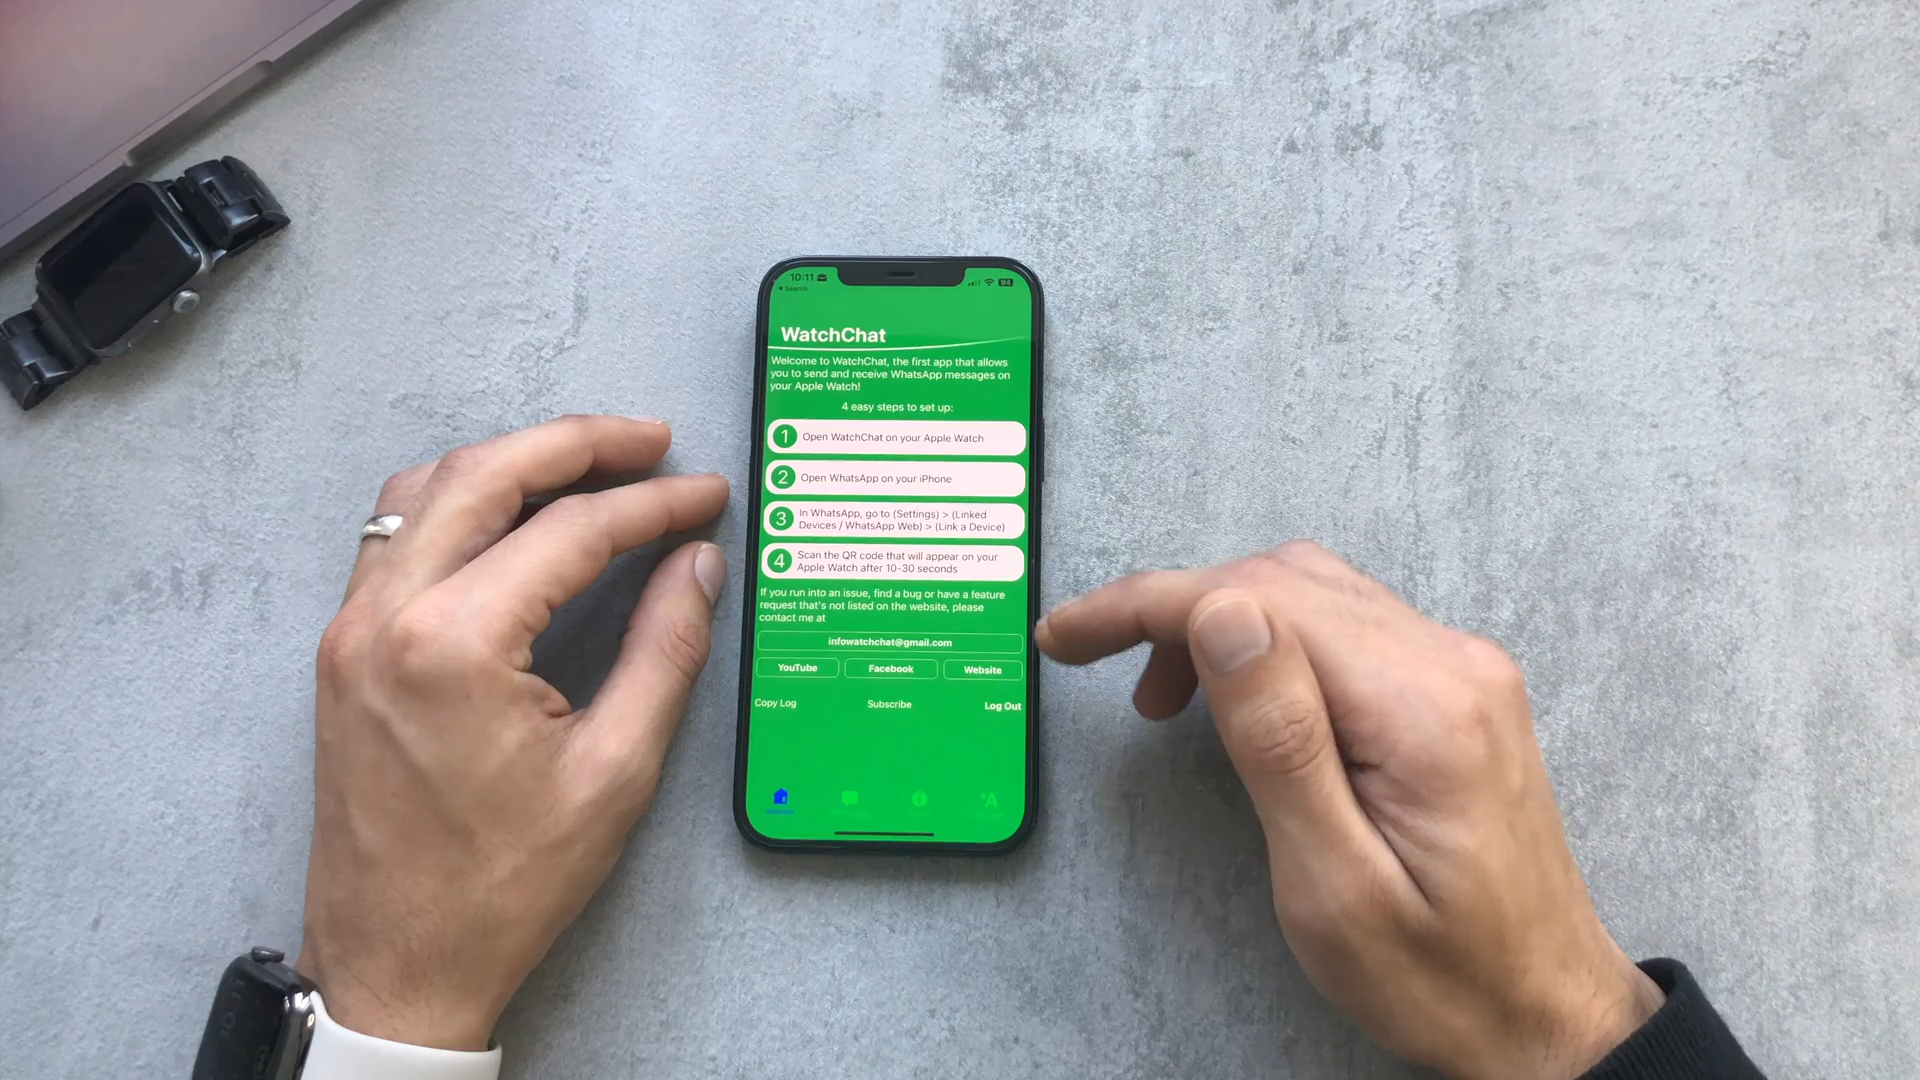 10:11
94
Search
WatchChat
Welcome to WatchChat, the first app that allows
you to send and receive WhatsApp messages on
your Apple Watch!
4 easy steps to set up:
1 Open WatchChat on your Apple Watch
2 Open WhatsApp on your iPhone
3 In WhatsApp, go to (Settings) > (Linked
Devices / WhatsApp Web) > (Link a Device)
4 Scan the QR code that will appear on your
Apple Watch after 10-30 seconds
If you run into an issue, find a bug or have a feature
request that's not listed on the website, please
contact me at
infowatchchat@gmail.com
YouTube Facebook Website
Copy Log Subscribe Log Out